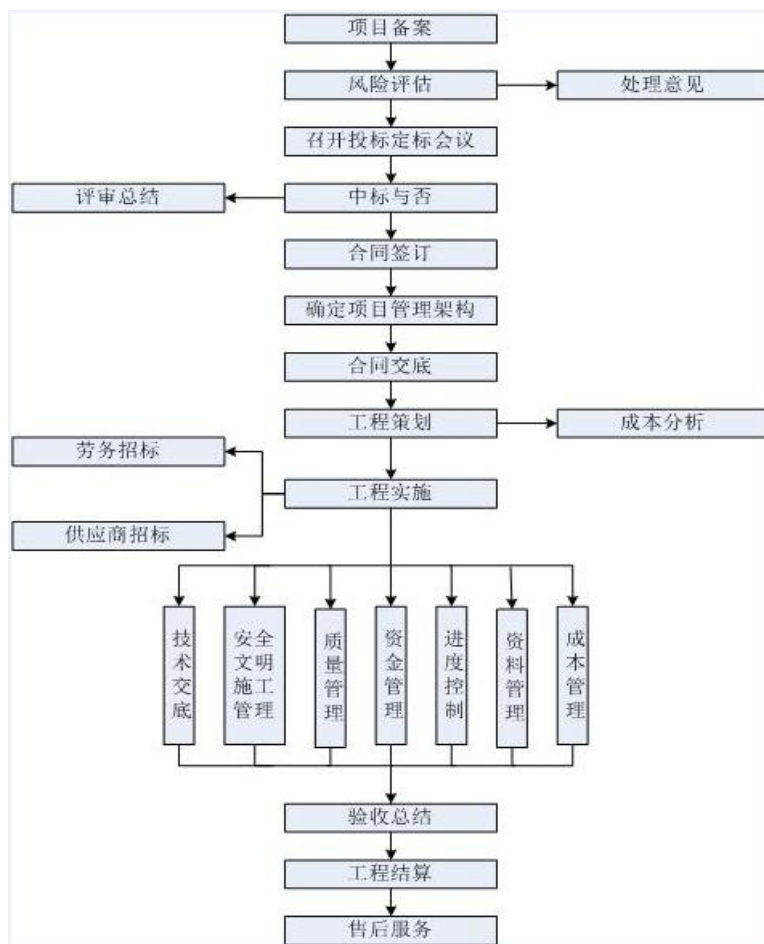 项目备案
风险评估
处理意见
召开投标定标会议
评审总结
中标与否
合同签订
确定项目管理架构
合同交底
工程策划
成本分析
劳务招标
工程实施
供应商招标
技术交底
安全文明施工管理
质量管理
资金管理
进度控制
资料管理
成本管理
验收总结
工程结算
售后服务